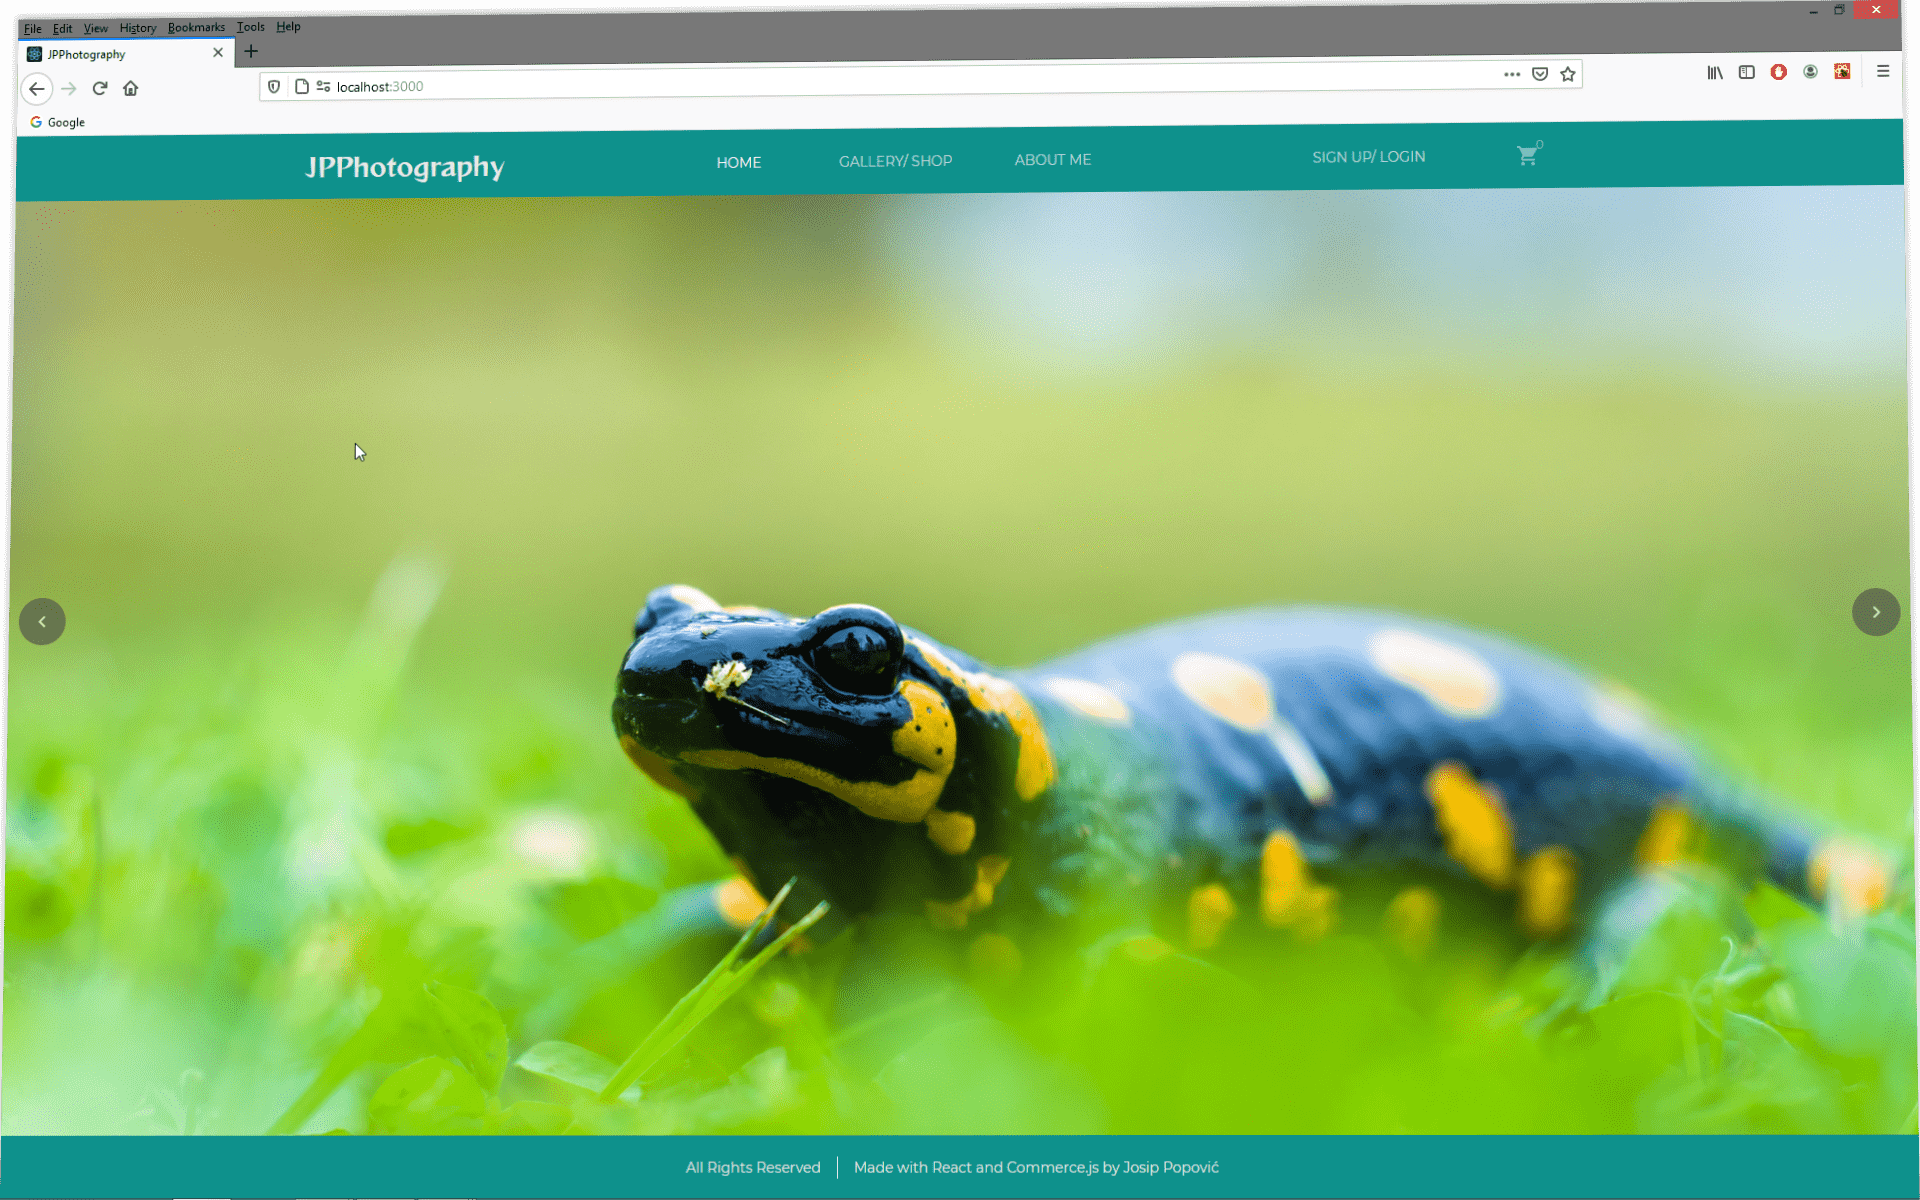 File Edit View History Bookmarks Tools Help
JPPhotography
localhost:3000
Google
JPPhotography HOME GALLERY/ SHOP ABOUT ME SIGN UP/ LOGIN 0
All Rights Reserved Made with React and Commerce.js by Josip Popović